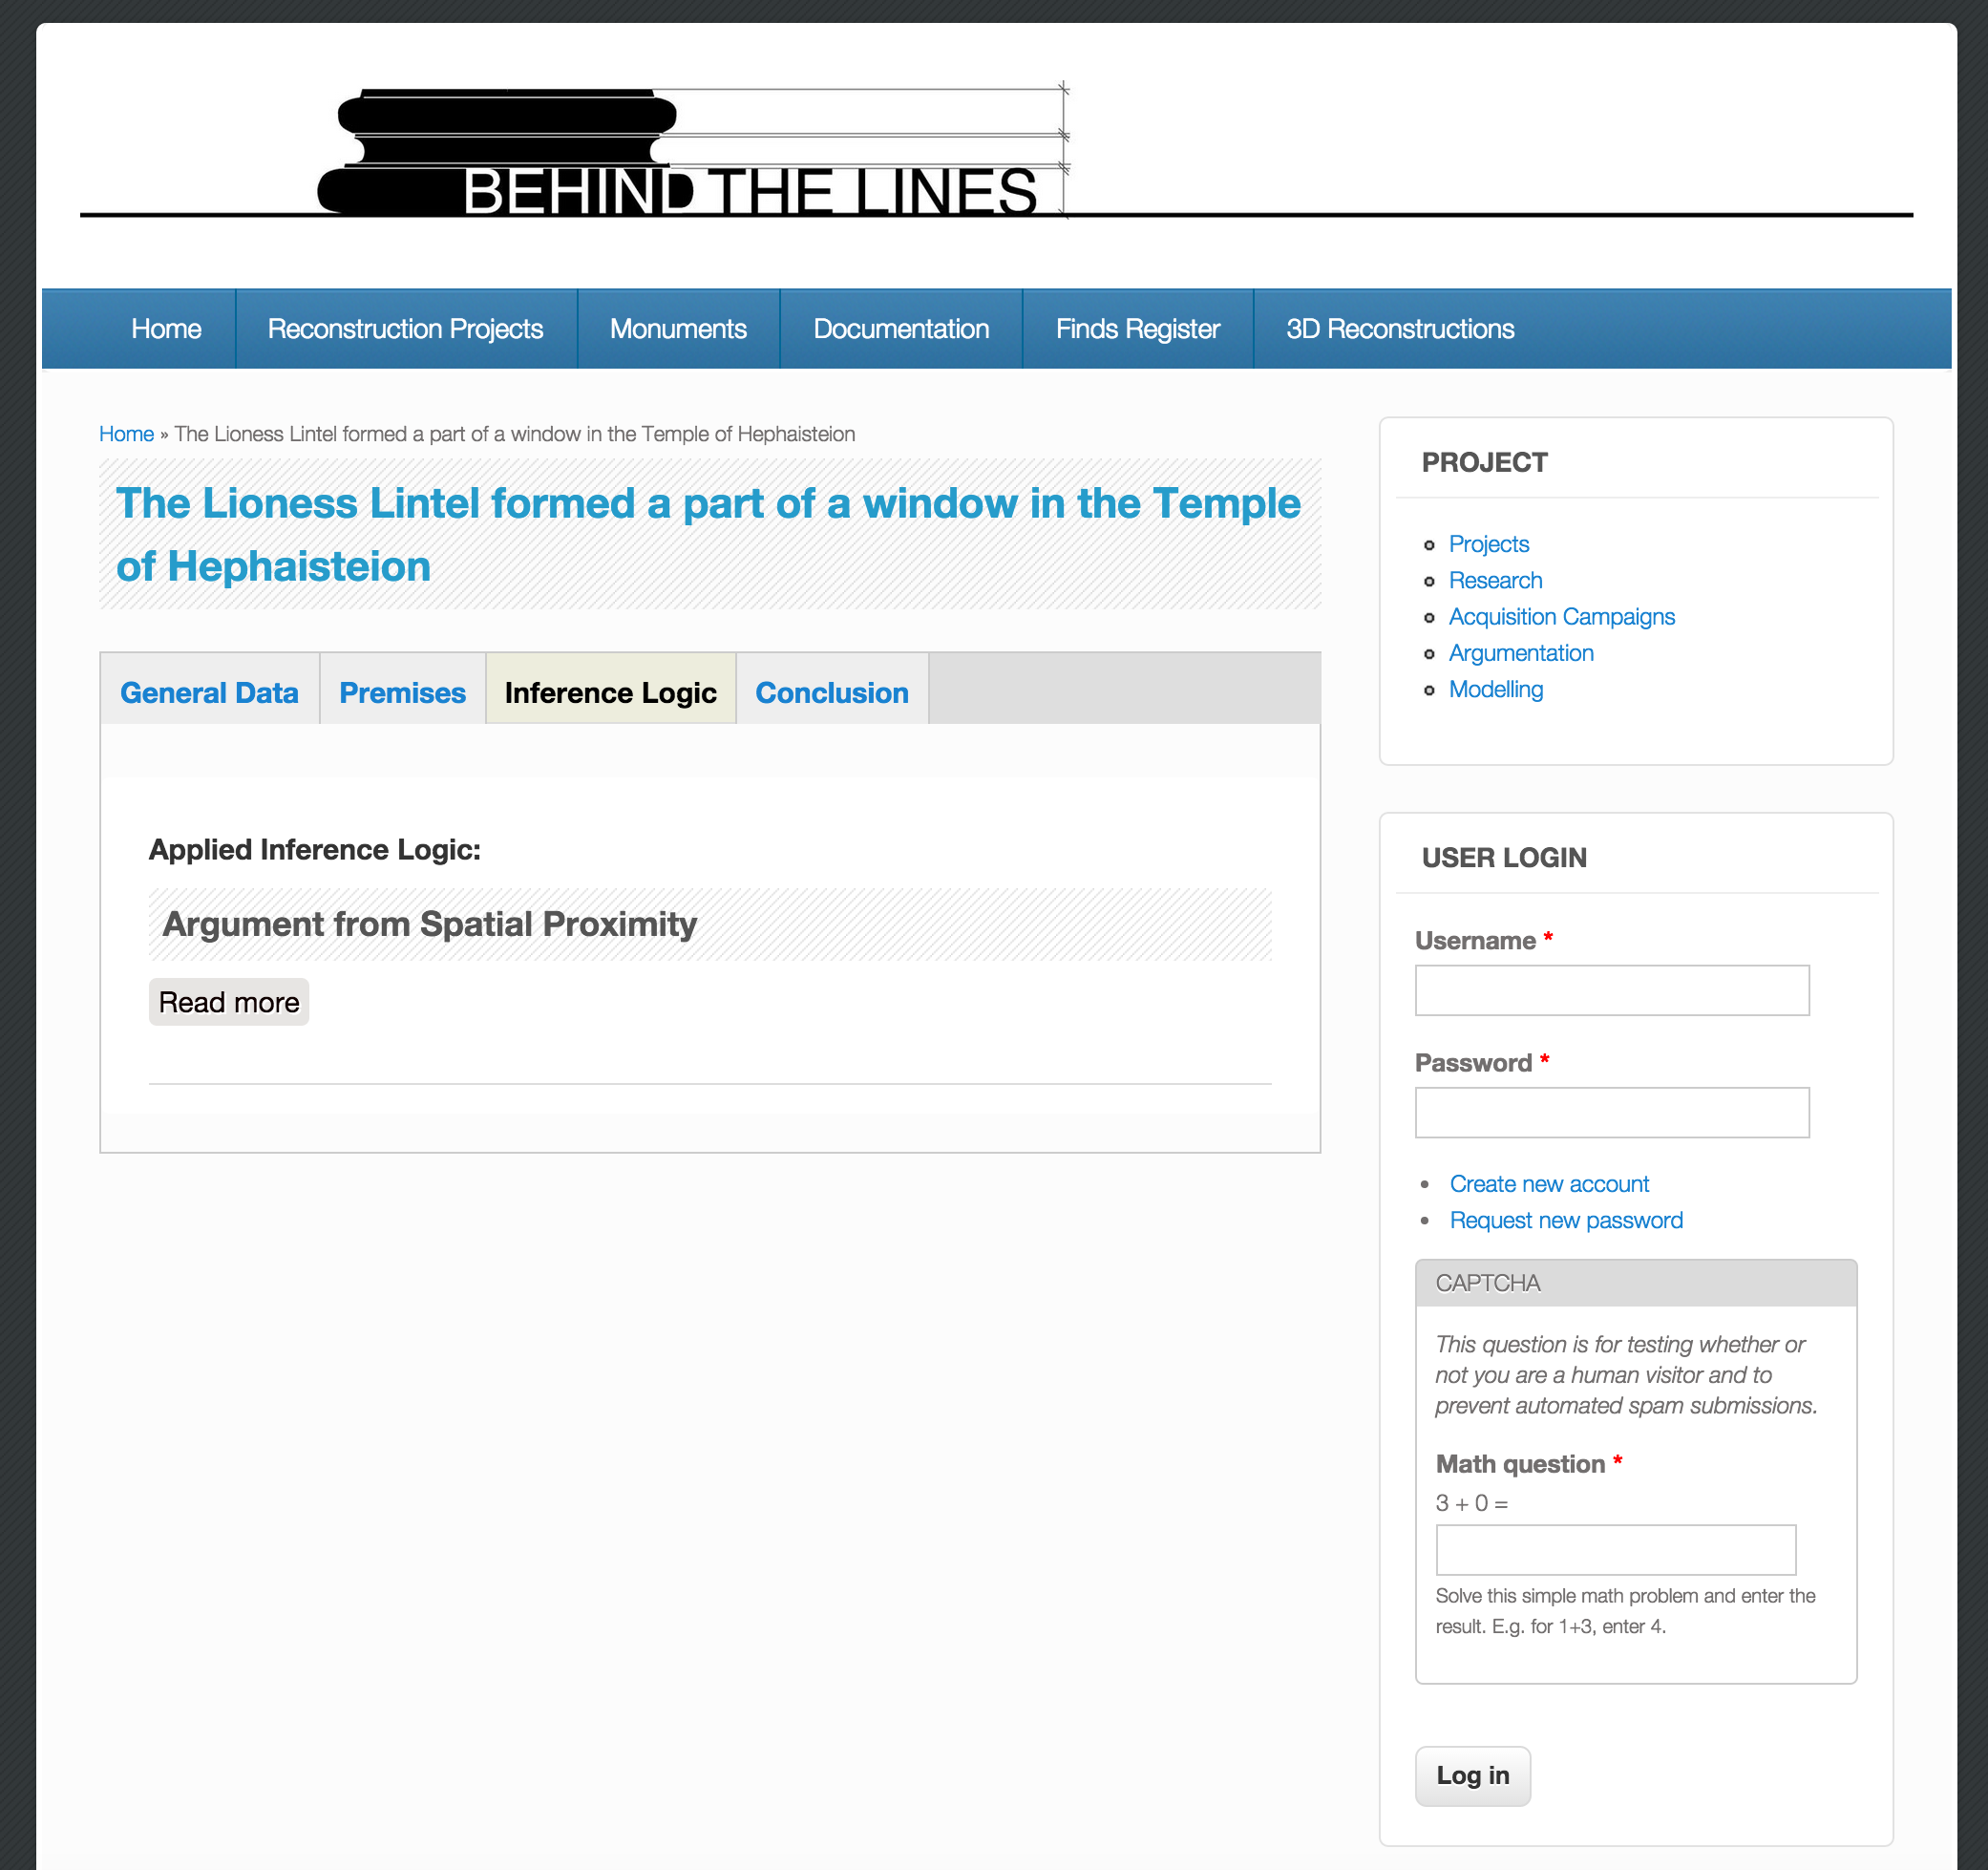 BEHIND THE LINES
Home
Reconstruction Projects
Monuments
Documentation
Finds Register
3D Reconstructions
Home » The Lioness Lintel formed a part of a window in the Temple of Hephaisteion
The Lioness Lintel formed a part of a window in the Temple
of Hephaisteion
General Data
Premises
Inference Logic
Conclusion
Applied Inference Logic:
Argument from Spatial Proximity
Read more
PROJECT
Projects
Research
Acquisition Campaigns
Argumentation
Modelling
USER LOGIN
Username *
Password *
Create new account
Request new password
CAPTCHA
This question is for testing whether or
not you are a human visitor and to
prevent automated spam submissions.
Math question *
3 + 0 =
Solve this simple math problem and enter the
result. E.g. for 1+3, enter 4.
Log in